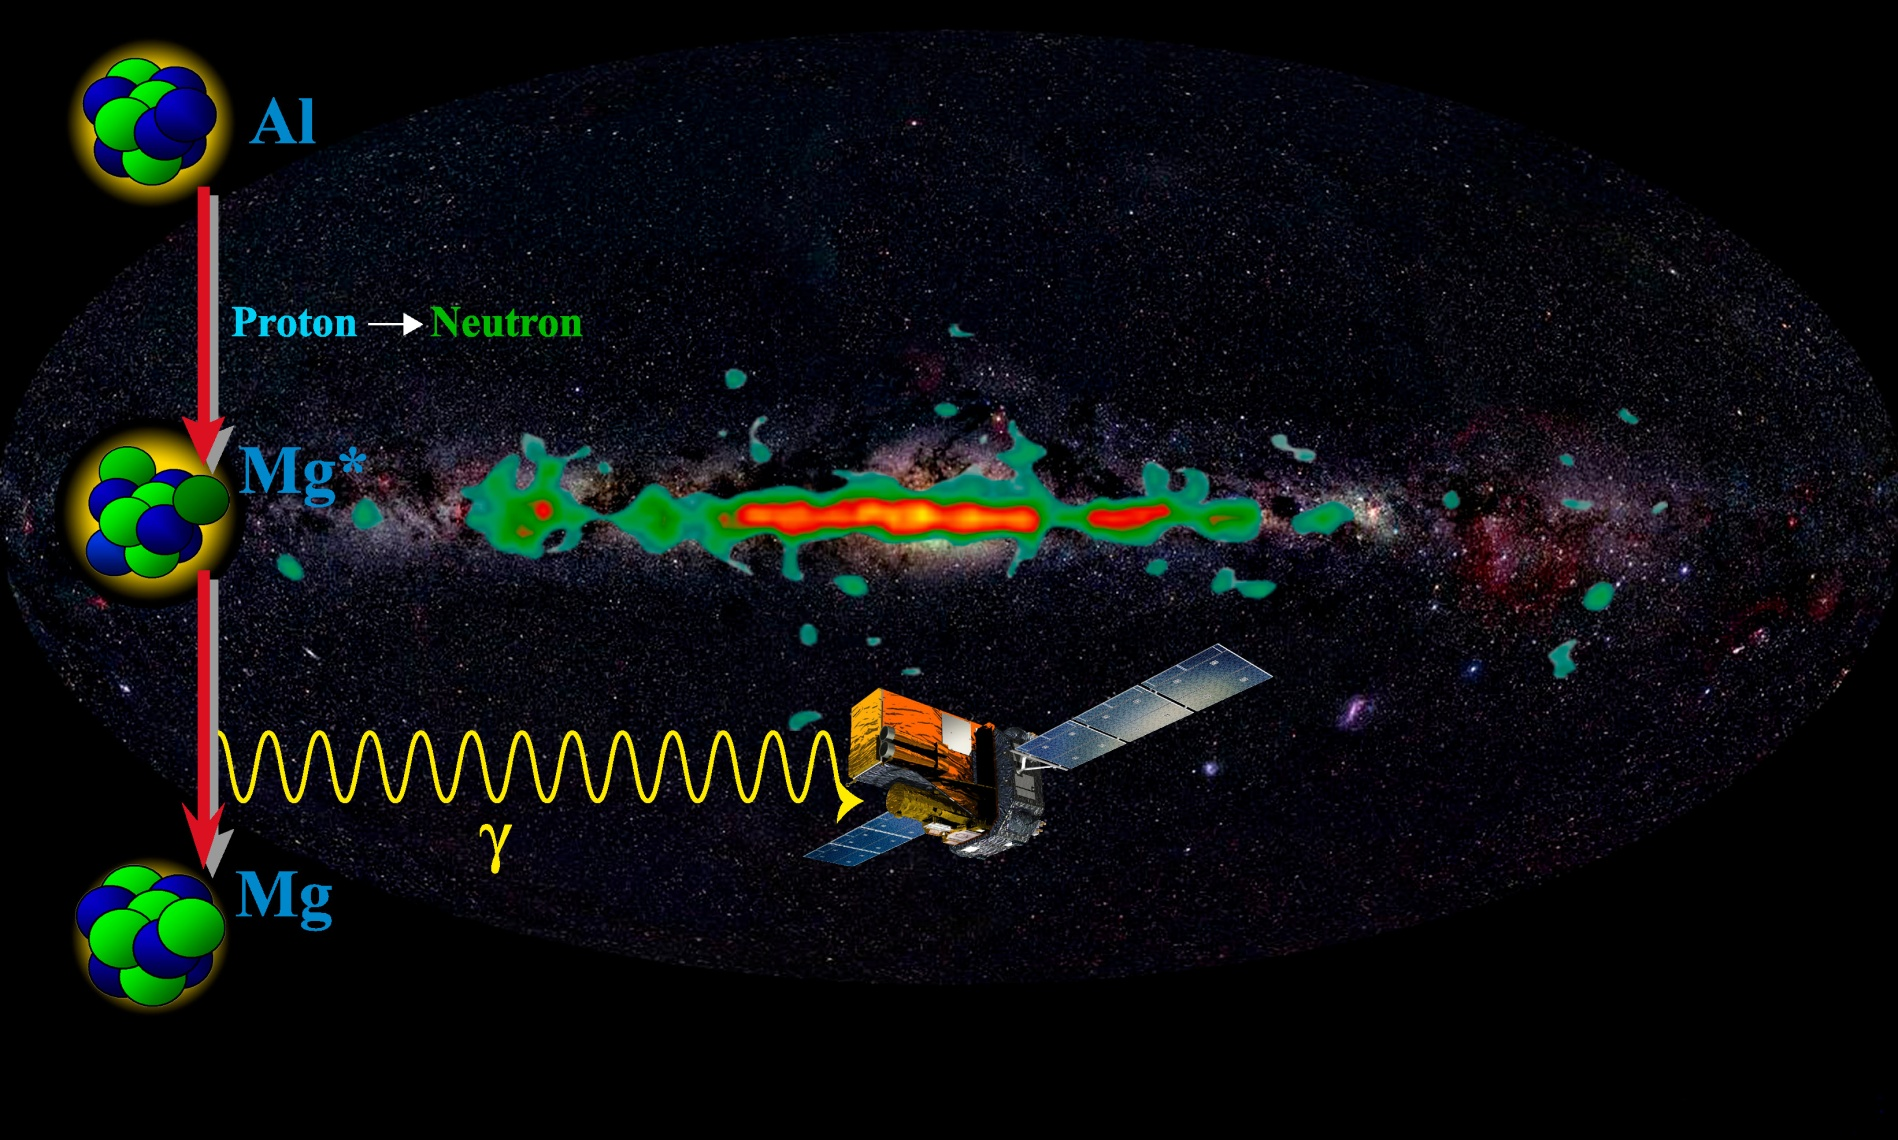 Al
Proton → Neutron
Mg*
γ
Mg